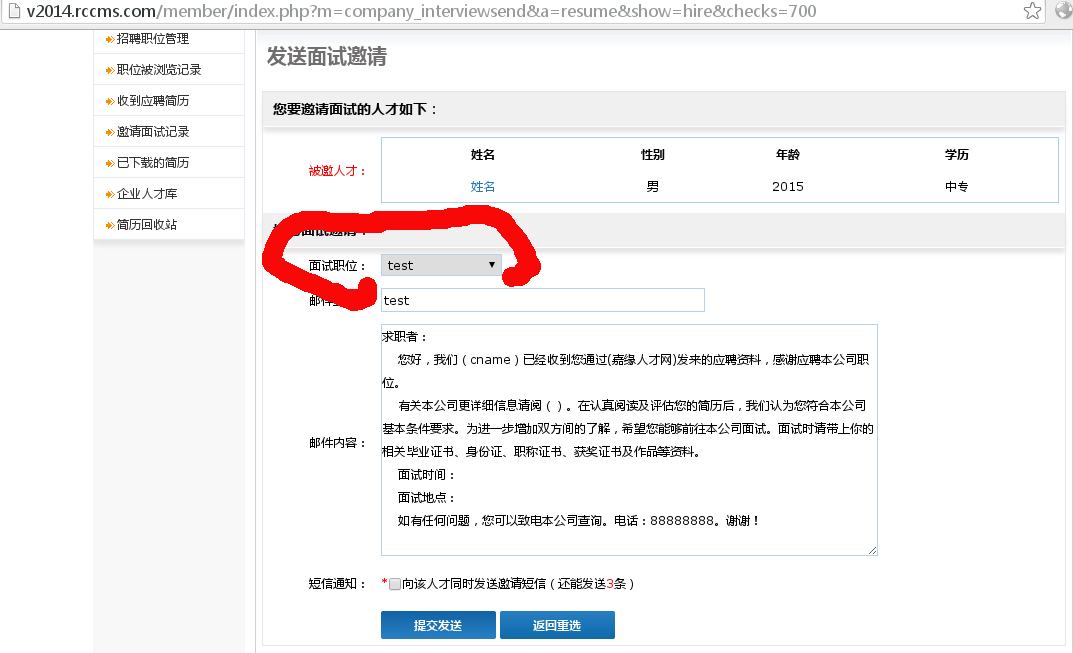 v2014.rccms.com/member/index.php?m=company_interviewsend&a=resume&show=hire&checks=700
招聘职位管理
职位被浏览记录
收到应聘简历
邀请面试记录
已下载的简历
企业人才库
简历回收站
发送面试邀请
您要邀请面试的人才如下：
被邀人才：
姓名 性别 年龄 学历
姓名 男 2015 中专
面试邀请：
面试职位： test
邮件 test
邮件内容：
求职者：
您好，我们（cname）已经收到您通过(嘉缘人才网)发来的应聘资料，感谢应聘本公司职
位。
有关本公司更详细信息请阅（ ）。在认真阅读及评估您的简历后，我们认为您符合本公司
基本条件要求。为进一步增加双方间的了解，希望您能够前往本公司面试。面试时请带上你的
相关毕业证书、身份证、职称证书、获奖证书及作品等资料。
面试时间：
面试地点：
如有任何问题，您可以致电本公司查询。电话：88888888。谢谢！
短信通知： *向该人才同时发送邀请短信（还能发送3条）
提交发送 返回重选